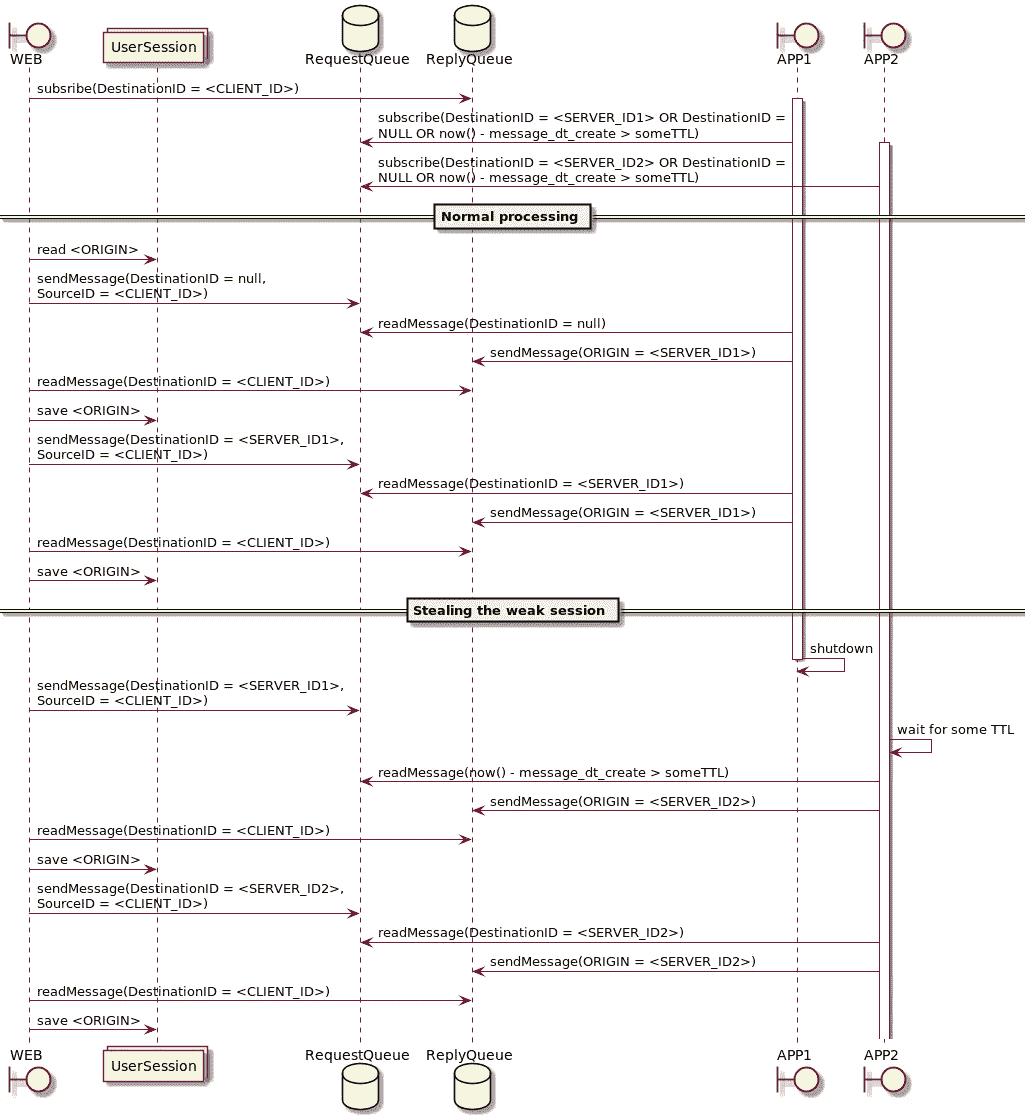 WEB
UserSession
RequestQueue
ReplyQueue
APP1
APP2
subsribe(DestinationID = <CLIENT_ID>)
subscribe(DestinationID = <SERVER_ID1> OR DestinationID =
NULL OR now() - message_dt_create > someTTL)
subscribe(DestinationID = <SERVER_ID2> OR DestinationID =
NULL OR now() - message_dt_create > someTTL)
Normal processing
read <ORIGIN>
sendMessage(DestinationID = null,
SourceID = <CLIENT_ID>)
readMessage(DestinationID = null)
sendMessage(ORIGIN = <SERVER_ID1>)
readMessage(DestinationID = <CLIENT_ID>)
save <ORIGIN>
sendMessage(DestinationID = <SERVER_ID1>,
SourceID = <CLIENT_ID>)
readMessage(DestinationID = <SERVER_ID1>)
sendMessage(ORIGIN = <SERVER_ID1>)
readMessage(DestinationID = <CLIENT_ID>)
save <ORIGIN>
Stealing the weak session
shutdown
sendMessage(DestinationID = <SERVER_ID1>,
SourceID = <CLIENT_ID>)
wait for some TTL
readMessage(now() - message_dt_create > someTTL)
sendMessage(ORIGIN = <SERVER_ID2>)
readMessage(DestinationID = <CLIENT_ID>)
save <ORIGIN>
sendMessage(DestinationID = <SERVER_ID2>,
SourceID = <CLIENT_ID>)
readMessage(DestinationID = <SERVER_ID2>)
sendMessage(ORIGIN = <SERVER_ID2>)
readMessage(DestinationID = <CLIENT_ID>)
save <ORIGIN>
WEB
UserSession
RequestQueue
ReplyQueue
APP1
APP2